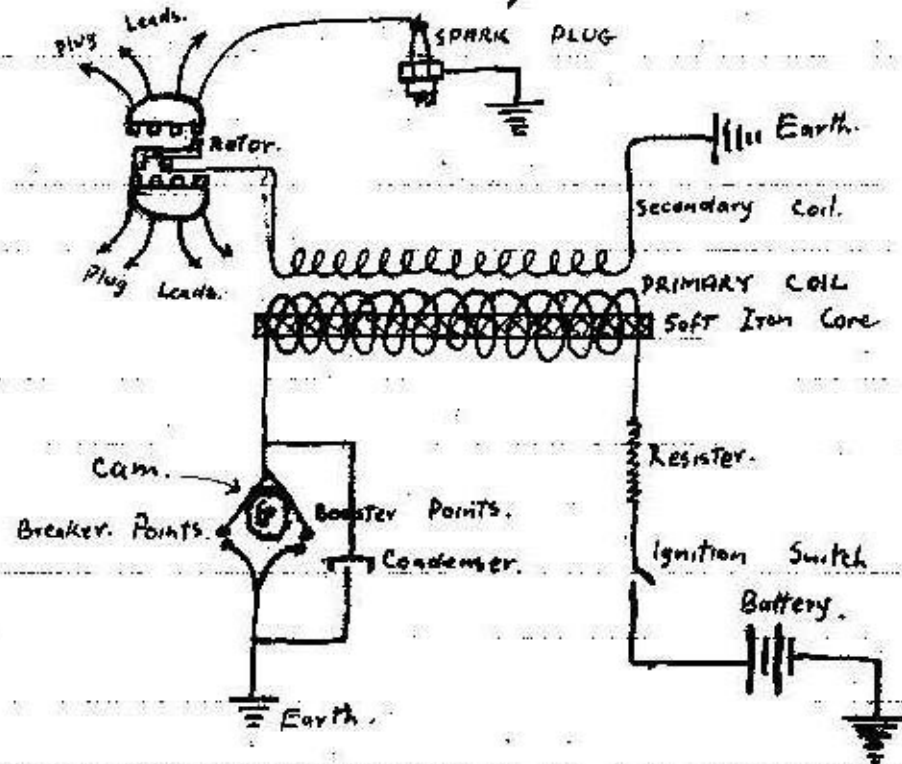 Plug Leads.
SPARK PLUG
Rotor.
Earth.
Secondary Coil.
Plug Leads.
PRIMARY COIL
Soft Iron Core
Resister.
Cam.
Breaker. Points.
Booster Points.
Condenser.
Ignition Switch
Battery.
Earth.